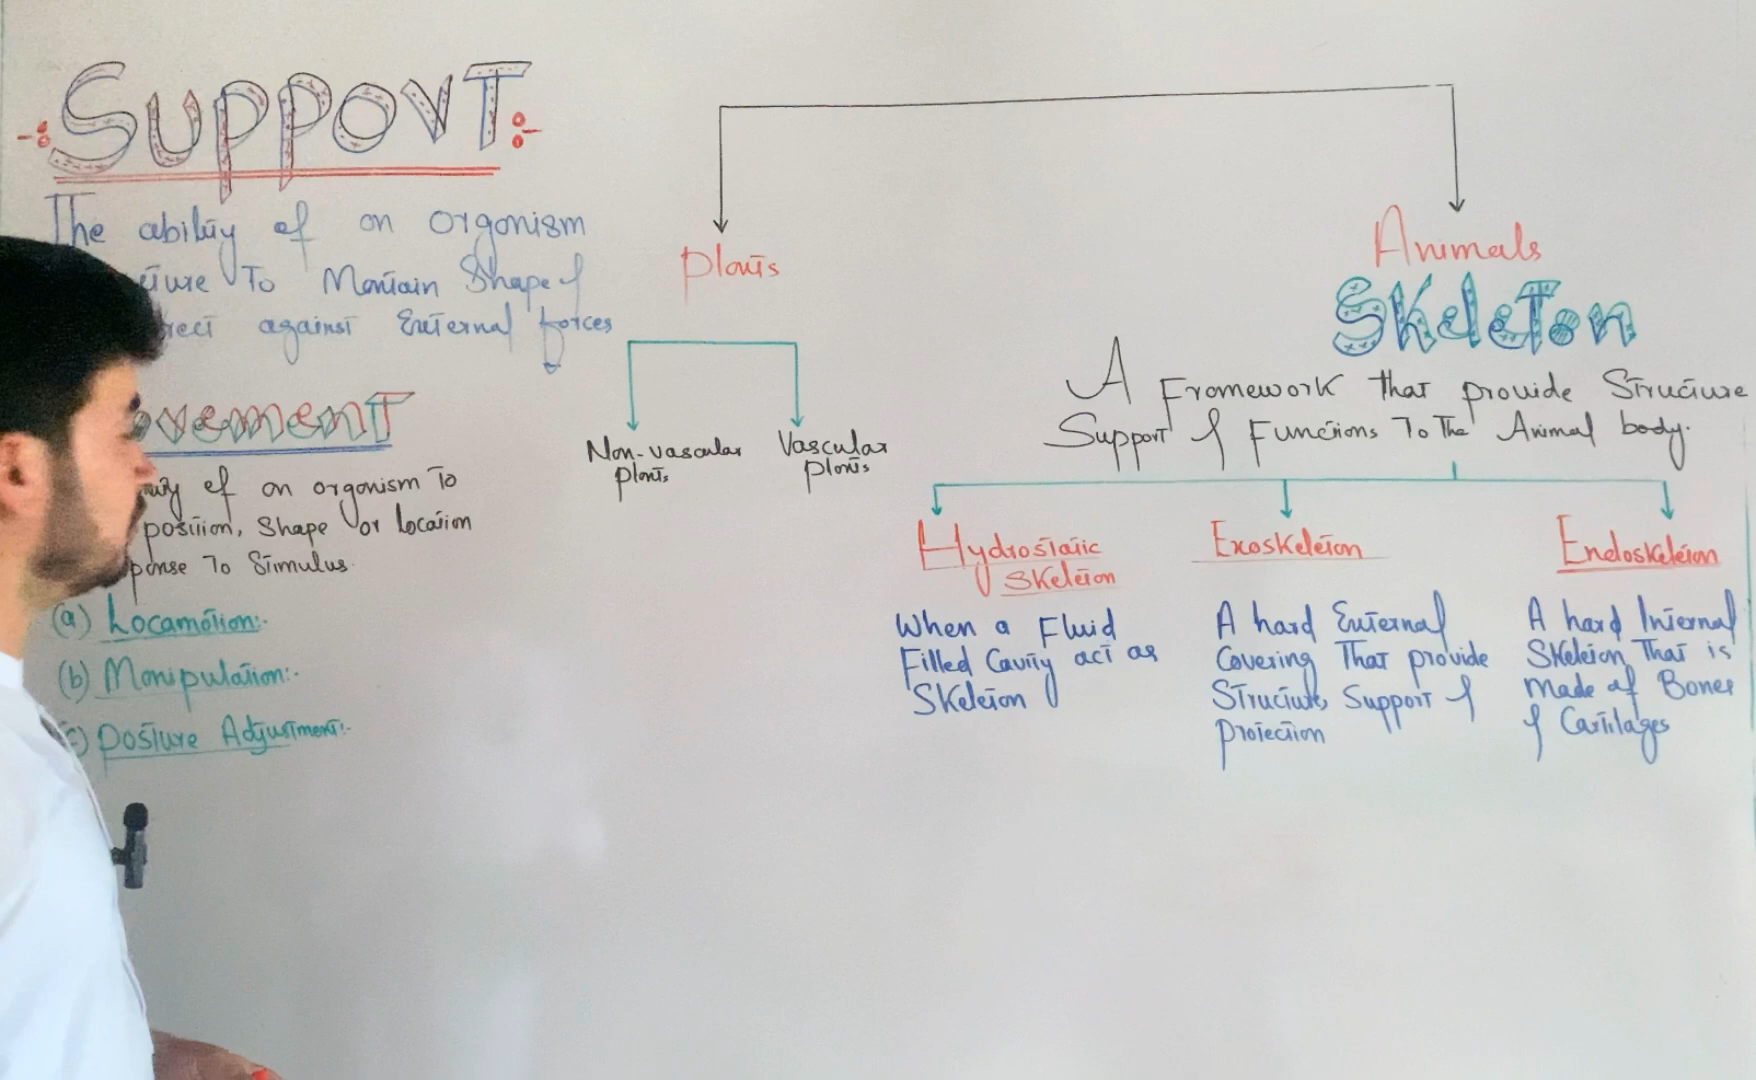 -:Support:-
The ability of an organism
To Mentain Shape &
against External forces
Plants
Non-vascular
plants
Vascular
plants
Animals
Skeleton
A Framework that provide Structure
Support & Functions To The Animal body.
of an organism To
position, Shape or Location
To Stimulus.
(a) Locamotion:-
(b) Manipulation:-
Posture Adjustment:-
Hydrostatic
Skeleton
When a Fluid
Filled Cavity act as
Skeleton
Exoskeleton
A hard External
Covering That provide
Structure, Support &
protection
Endoskeleton
A hard Internal
Skeleton That is
Made of Bones
& Cartilages